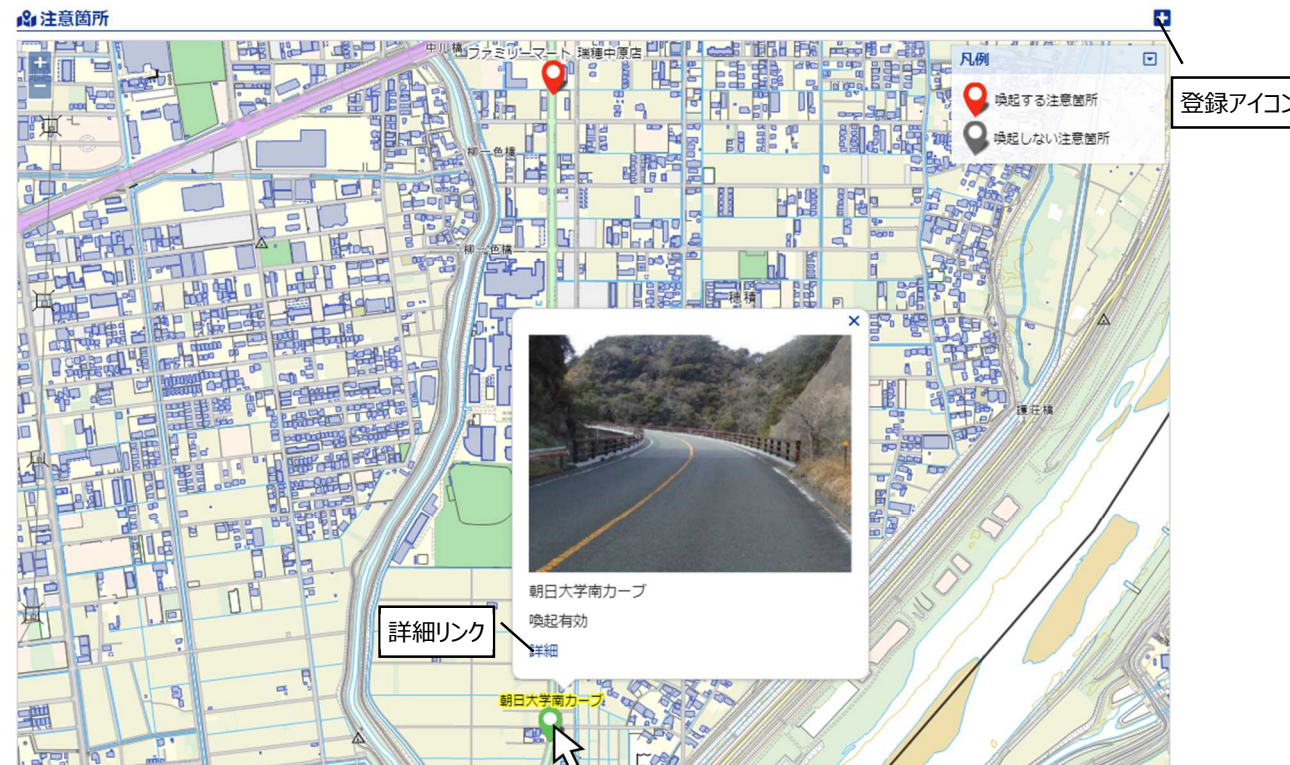 注意箇所
中川橋
ファミリーマート 瑞穂中原店
凡例
喚起する注意箇所
喚起しない注意箇所
登録アイコン
柳一色橋
柳一色橋
穂積
護荘橋
朝日大学南カーブ
喚起有効
詳細リンク
詳細
朝日大学南カーブ